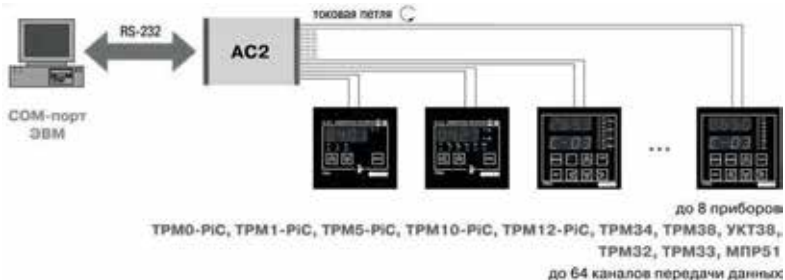 токовая петля
RS-232
АС2
COM-порт
ЭВМ
...
до 8 приборов
ТРМ0-PiC, ТРМ1-PiC, ТРМ5-PiC, ТРМ10-PiC, ТРМ12-PiC, ТРМ34, ТРМ38, УКТ38,.
ТРМ32, ТРМ33, МПР51
до 64 каналов передачи данных